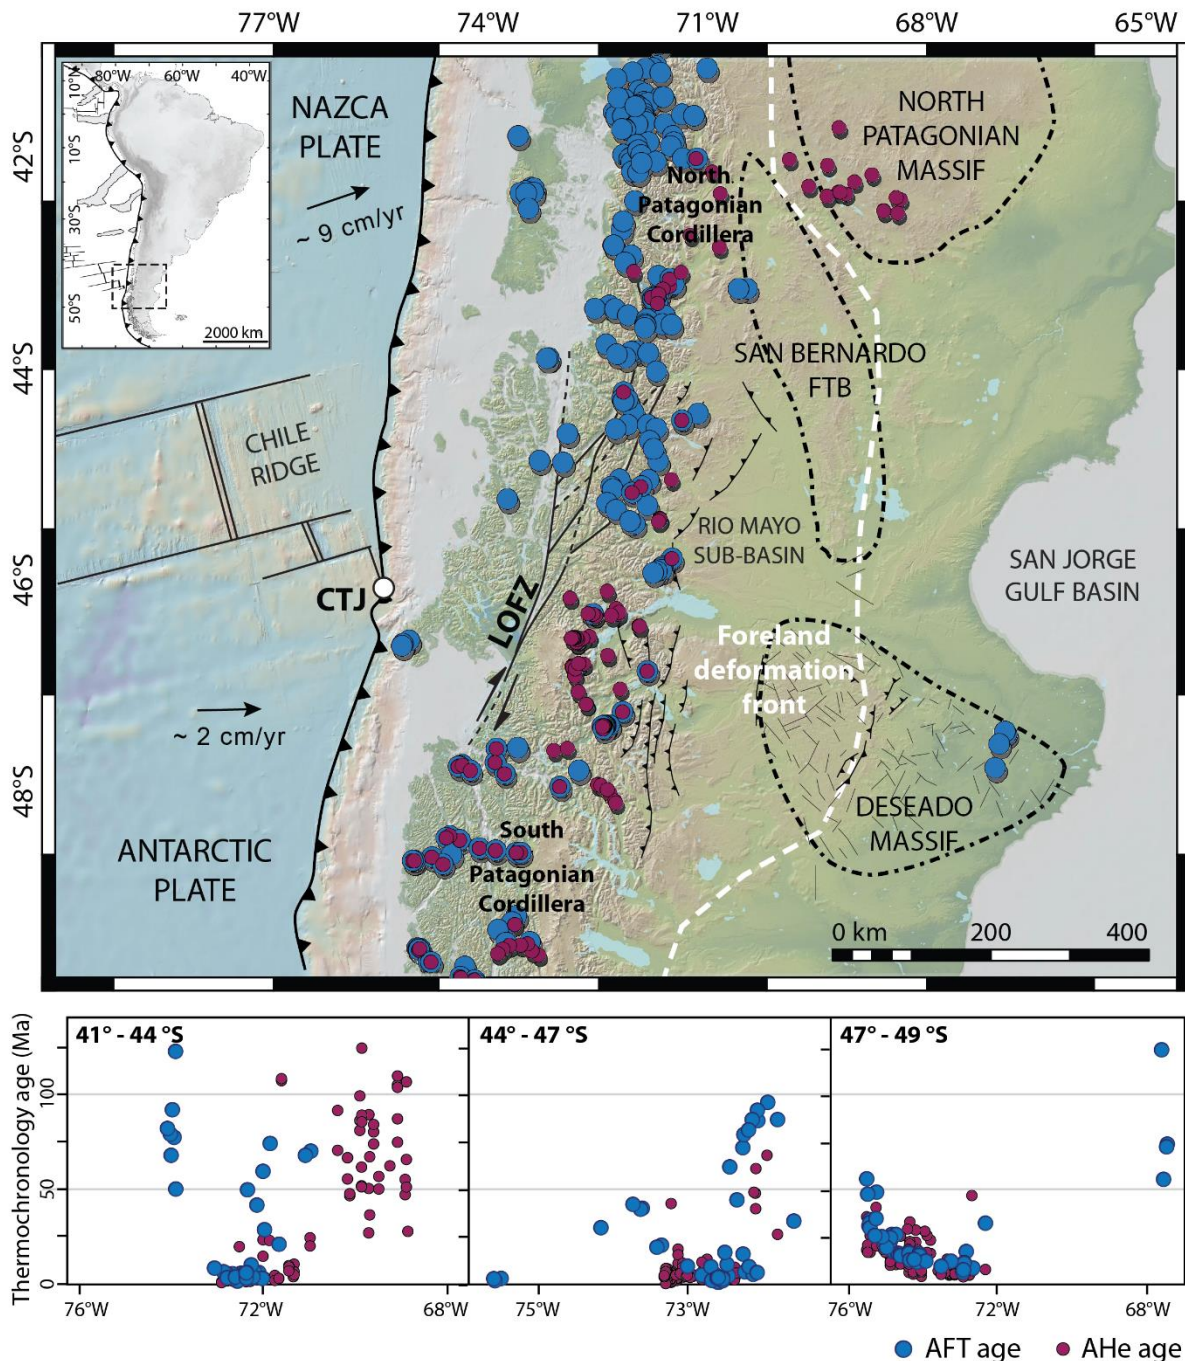 77°W 74°W 71°W 68°W 65°W
80°W 60°W 40°W
10°N
10°S
30°S
50°S
2000 km
42°S
44°S
46°S
48°S
NAZCA
PLATE
~ 9 cm/yr
NORTH
PATAGONIAN
MASSIF
North
Patagonian
Cordillera
SAN BERNARDO
FTB
CHILE
RIDGE
RIO MAYO
SUB-BASIN
SAN JORGE
GULF BASIN
CTJ
LOFZ
Foreland
deformation
front
~ 2 cm/yr
DESEADO
MASSIF
ANTARCTIC
PLATE
South
Patagonian
Cordillera
0 km 200 400
Thermochronology age (Ma)
41° - 44 °S
44° - 47 °S
47° - 49 °S
100
50
0
76°W 72°W 68°W
75°W 73°W
76°W 72°W 68°W
AFT age
AHe age